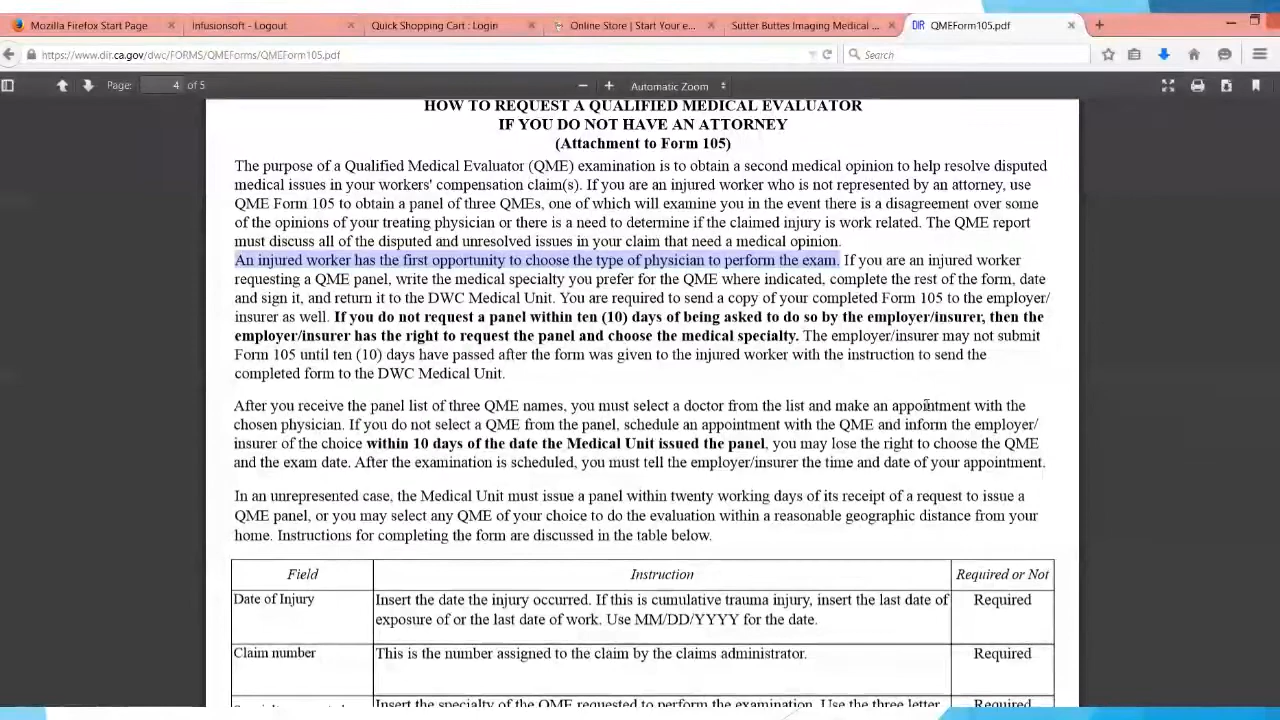 Mozilla Firefox Start Page
Infusionsoft - Logout
Quick Shopping Cart : Login
Online Store | Start Your e...
Sutter Buttes Imaging Medical ...
DIR QMEForm105.pdf
https://www.dir.ca.gov/dwc/FORMS/QMEForms/QMEForm105.pdf
Search
Page: 4 of 5
Automatic Zoom
HOW TO REQUEST A QUALIFIED MEDICAL EVALUATOR
IF YOU DO NOT HAVE AN ATTORNEY
(Attachment to Form 105)
The purpose of a Qualified Medical Evaluator (QME) examination is to obtain a second medical opinion to help resolve disputed
medical issues in your workers' compensation claim(s). If you are an injured worker who is not represented by an attorney, use
QME Form 105 to obtain a panel of three QMEs, one of which will examine you in the event there is a disagreement over some
of the opinions of your treating physician or there is a need to determine if the claimed injury is work related. The QME report
must discuss all of the disputed and unresolved issues in your claim that need a medical opinion.
An injured worker has the first opportunity to choose the type of physician to perform the exam. If you are an injured worker
requesting a QME panel, write the medical specialty you prefer for the QME where indicated, complete the rest of the form, date
and sign it, and return it to the DWC Medical Unit. You are required to send a copy of your completed Form 105 to the employer/
insurer as well. If you do not request a panel within ten (10) days of being asked to do so by the employer/insurer, then the
employer/insurer has the right to request the panel and choose the medical specialty. The employer/insurer may not submit
Form 105 until ten (10) days have passed after the form was given to the injured worker with the instruction to send the
completed form to the DWC Medical Unit.
After you receive the panel list of three QME names, you must select a doctor from the list and make an appointment with the
chosen physician. If you do not select a QME from the panel, schedule an appointment with the QME and inform the employer/
insurer of the choice within 10 days of the date the Medical Unit issued the panel, you may lose the right to choose the QME
and the exam date. After the examination is scheduled, you must tell the employer/insurer the time and date of your appointment.
In an unrepresented case, the Medical Unit must issue a panel within twenty working days of its receipt of a request to issue a
QME panel, or you may select any QME of your choice to do the evaluation within a reasonable geographic distance from your
home. Instructions for completing the form are discussed in the table below.
Field Instruction Required or Not
Date of Injury Insert the date the injury occurred. If this is cumulative trauma injury, insert the last date of Required
exposure of or the last date of work. Use MM/DD/YYYY for the date.
Claim number This is the number assigned to the claim by the claims administrator. Required
Insert the specialty of the QME requested to perform the examination. Use the three letter Required